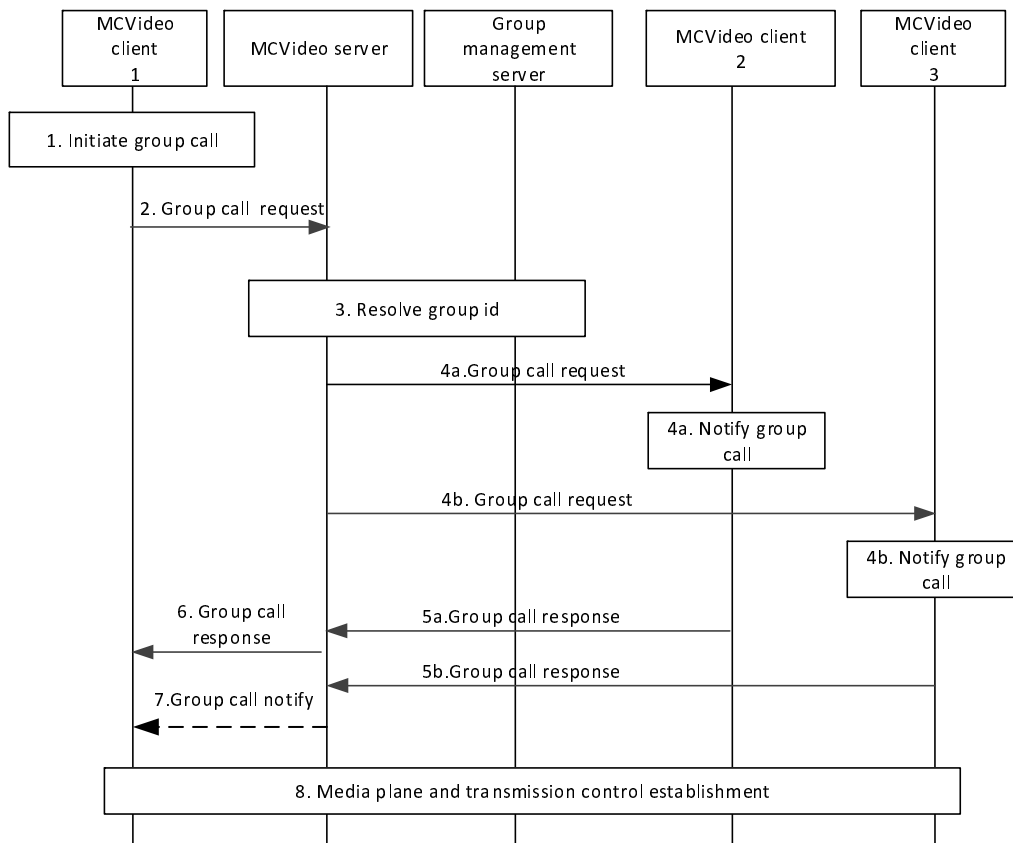 MCVideo
client
1
MCVideo server
Group
management
server
MCVideo client
2
MCVideo
client
3
1. Initiate group call
2. Group call request
3. Resolve group id
4a.Group call request
4a. Notify group
call
4b. Group call request
4b. Notify group
call
6. Group call
response
5a.Group call response
5b.Group call response
7.Group call notify
8. Media plane and transmission control establishment